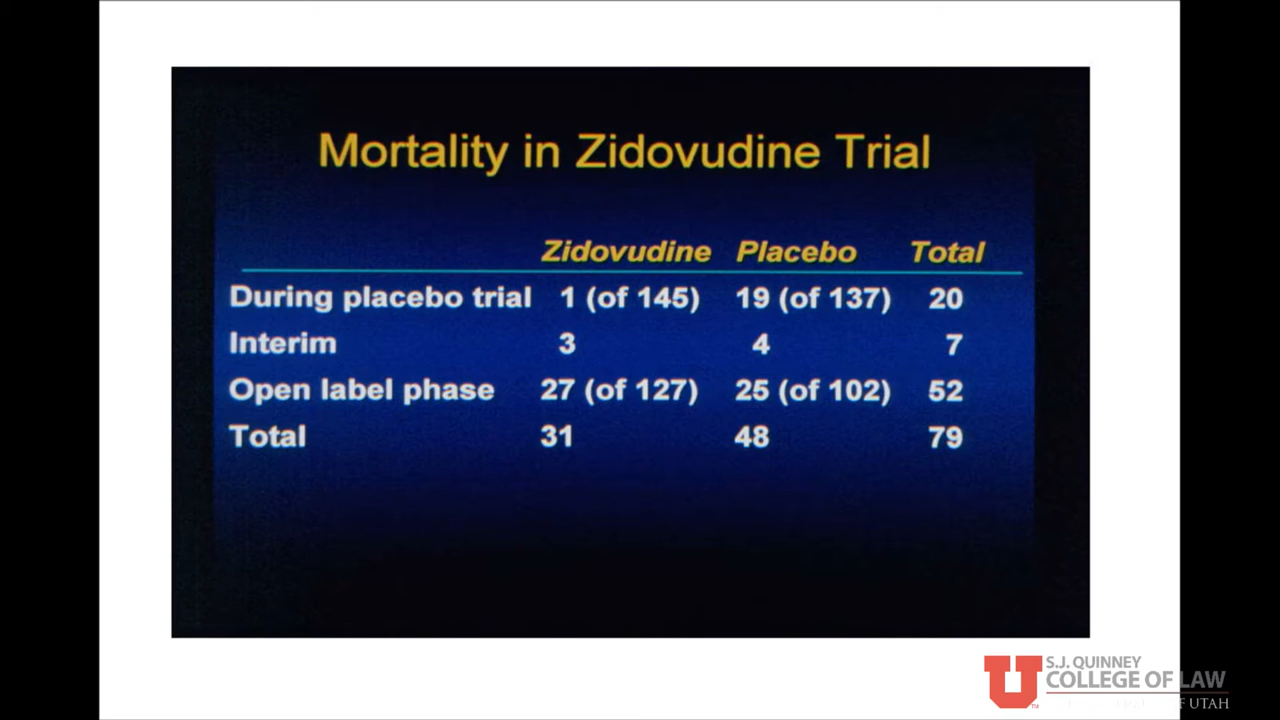 Mortality in Zidovudine Trial
Zidovudine Placebo Total
During placebo trial 1 (of 145) 19 (of 137) 20
Interim 3 4 7
Open label phase 27 (of 127) 25 (of 102) 52
Total 31 48 79
S.J. QUINNEY
COLLEGE OF LAW
OF UTAH